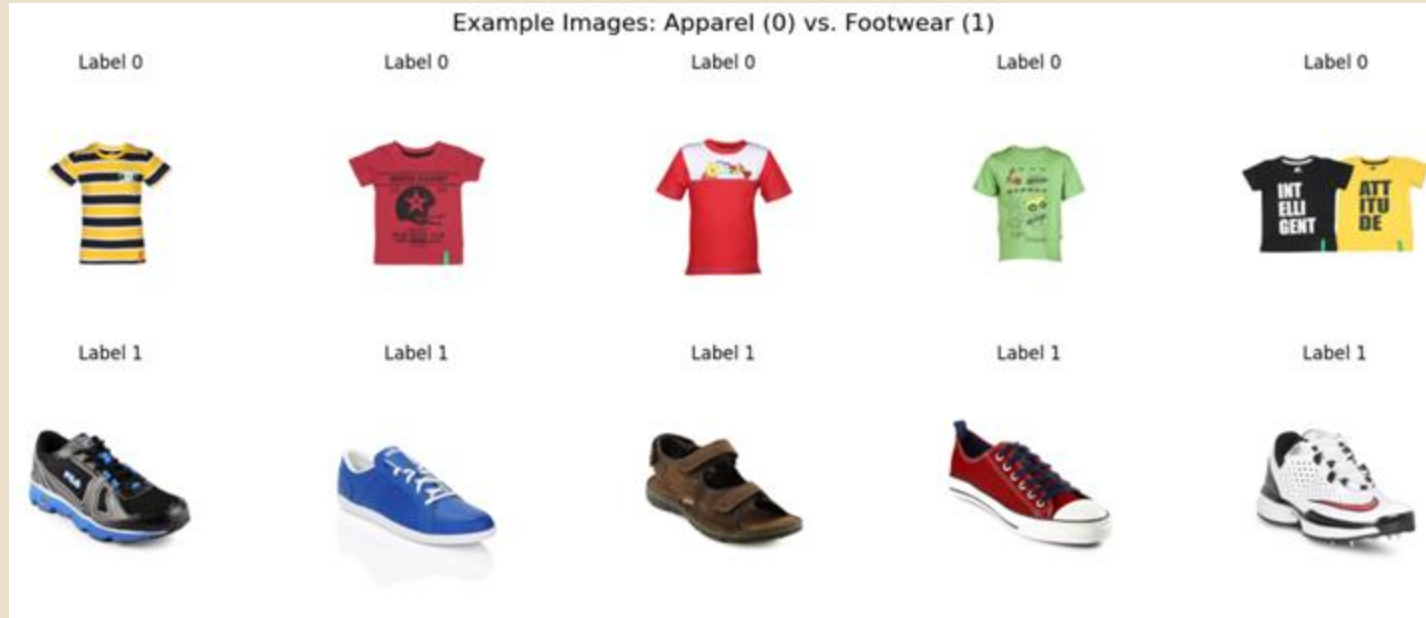 Example Images: Apparel (0) vs. Footwear (1)
Label 0
Label 0
Label 0
Label 0
Label 0
INT
ELLI
GENT
ATT
ITU
DE
Label 1
Label 1
Label 1
Label 1
Label 1
FILA